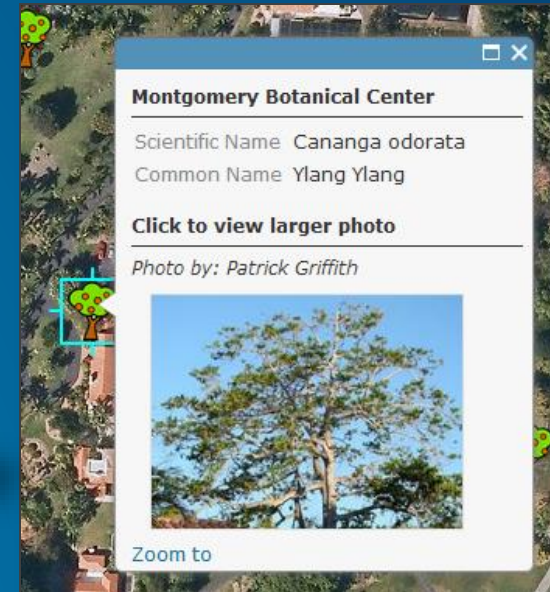 Montgomery Botanical Center
Scientific Name Cananga odorata
Common Name Ylang Ylang
Click to view larger photo
Photo by: Patrick Griffith
Zoom to